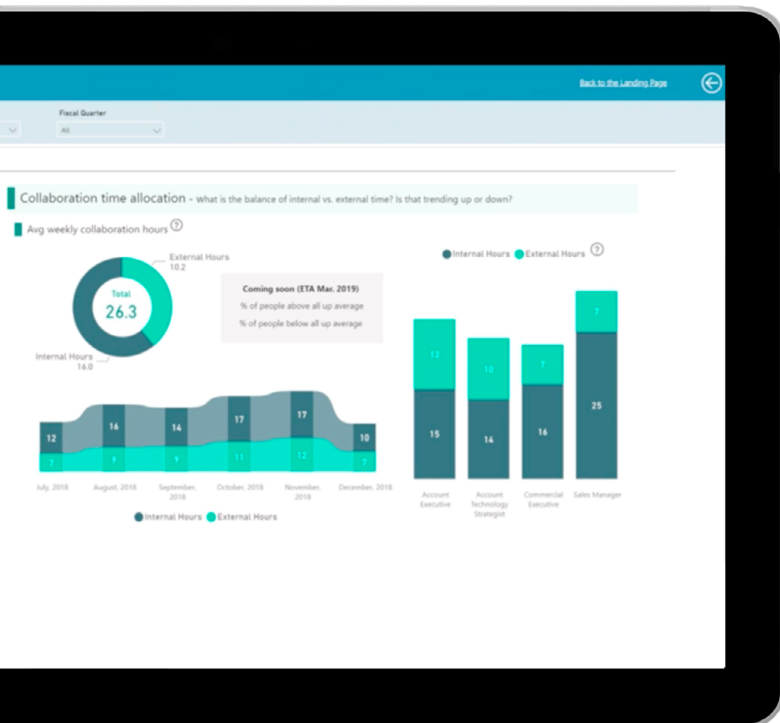 Back to the Landing Page
Fiscal Quarter
All
Collaboration time allocation - What is the balance of internal vs. external time? Is that trending up or down?
Avg weekly collaboration hours ?
External Hours
10.2
Total
26.3
Internal Hours
16.0
Coming soon (ETA Mar. 2019)
% of people above all up average
% of people below all up average
Internal Hours External Hours ?
12
16
14
17
17
10
7
9
9
11
12
7
July, 2018
August, 2018
September,
2018
October, 2018
November,
2018
December, 2018
Internal Hours External Hours
12
10
7
7
15
14
16
25
Account
Executive
Account
Technology
Strategist
Commercial
Executive
Sales Manager